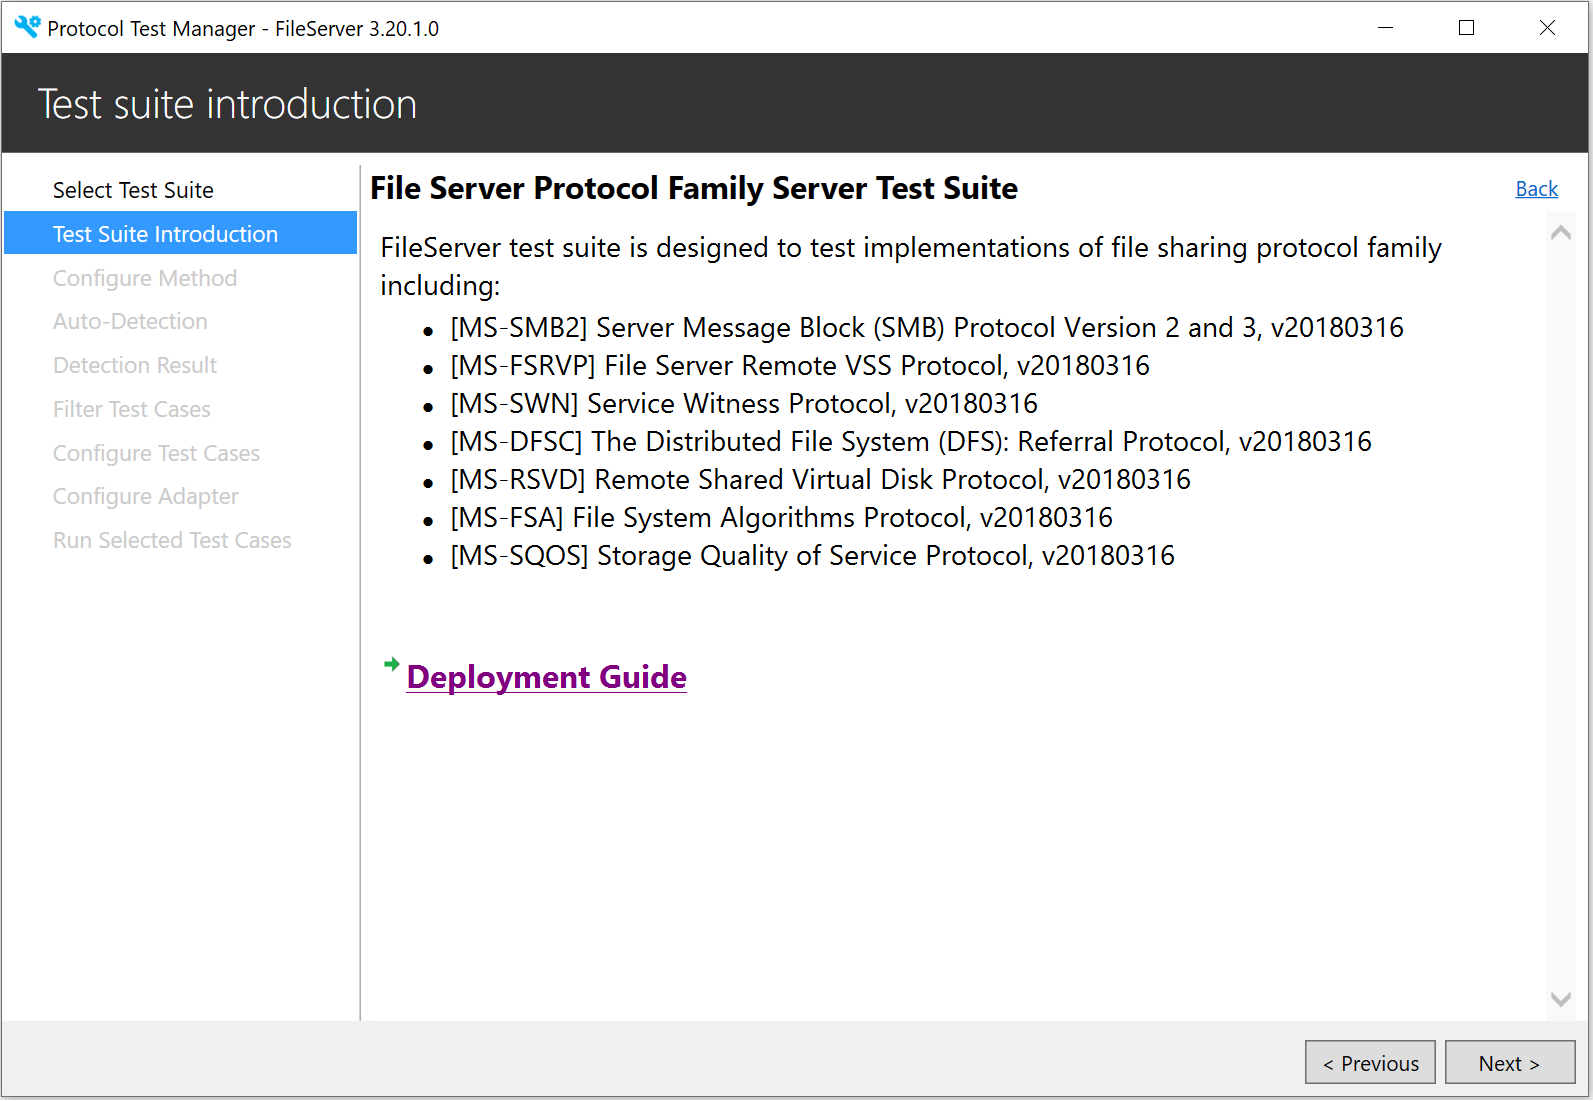 Protocol Test Manager - FileServer 3.20.1.0
Test suite introduction
Select Test Suite
Test Suite Introduction
Configure Method
Auto-Detection
Detection Result
Filter Test Cases
Configure Test Cases
Configure Adapter
Run Selected Test Cases
File Server Protocol Family Server Test Suite
Back
FileServer test suite is designed to test implementations of file sharing protocol family
including:
• [MS-SMB2] Server Message Block (SMB) Protocol Version 2 and 3, v20180316
• [MS-FSRVP] File Server Remote VSS Protocol, v20180316
• [MS-SWN] Service Witness Protocol, v20180316
• [MS-DFSC] The Distributed File System (DFS): Referral Protocol, v20180316
• [MS-RSVD] Remote Shared Virtual Disk Protocol, v20180316
• [MS-FSA] File System Algorithms Protocol, v20180316
• [MS-SQOS] Storage Quality of Service Protocol, v20180316
Deployment Guide
< Previous
Next >